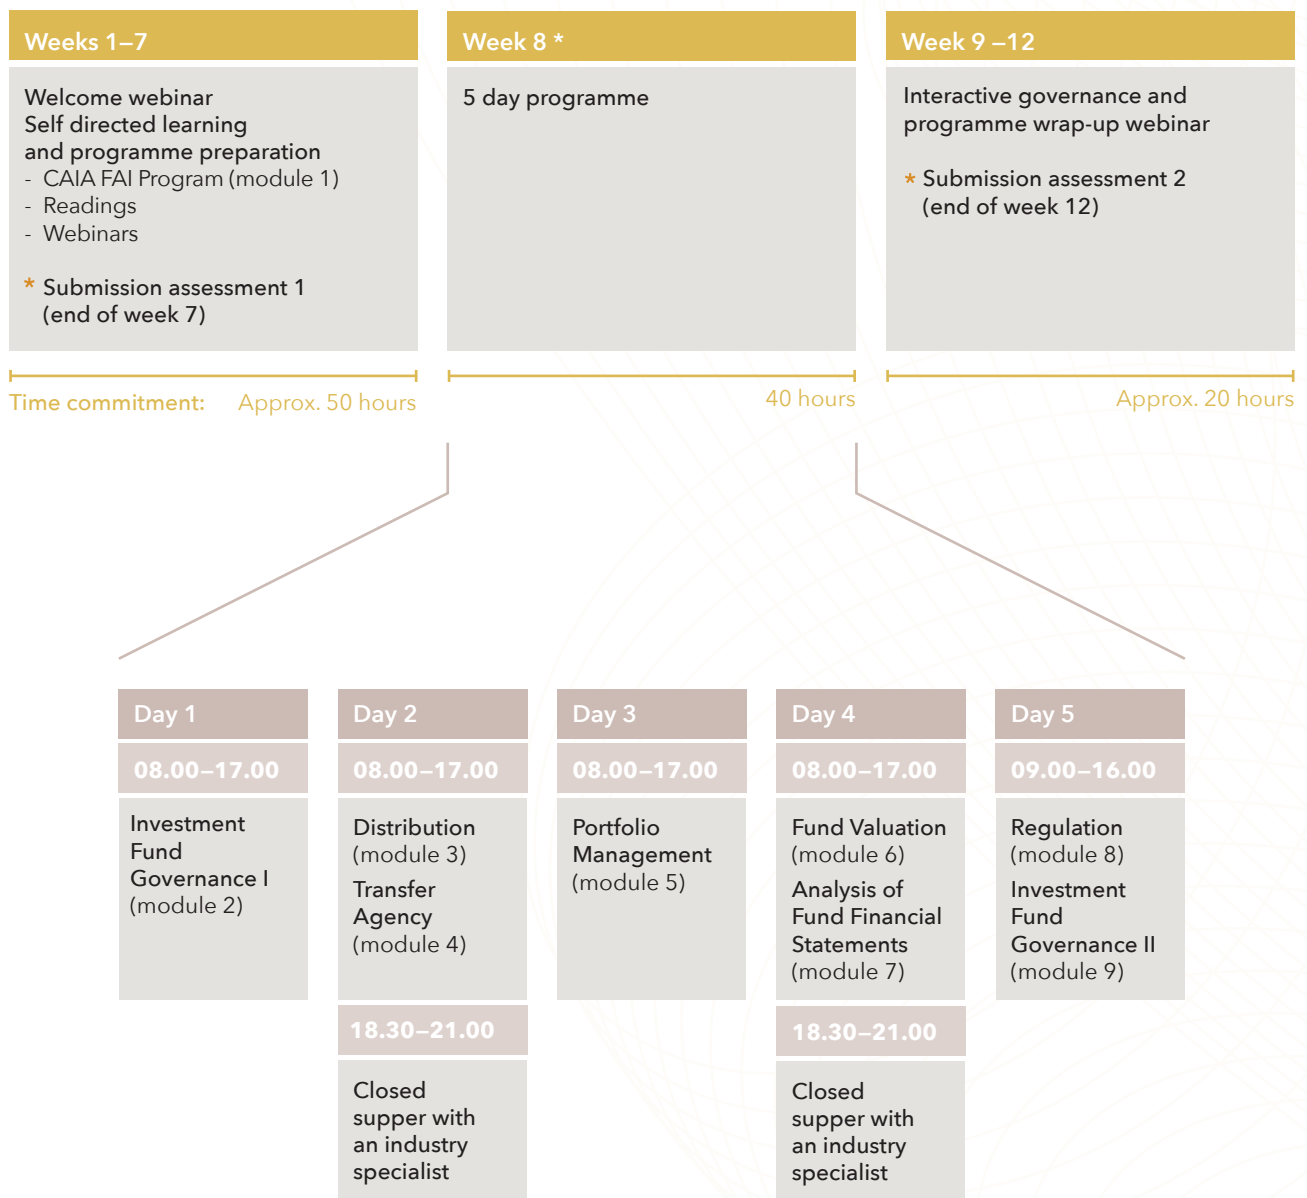 Weeks 1–7
Welcome webinar
Self directed learning
and programme preparation
- CAIA FAI Program (module 1)
- Readings
- Webinars
* Submission assessment 1
(end of week 7)
Week 8 *
5 day programme
Week 9 –12
Interactive governance and
programme wrap-up webinar
* Submission assessment 2
(end of week 12)
Time commitment: Approx. 50 hours
40 hours
Approx. 20 hours
Day 1
08.00–17.00
Investment
Fund
Governance I
(module 2)
Day 2
08.00–17.00
Distribution
(module 3)
Transfer
Agency
(module 4)
18.30–21.00
Closed
supper with
an industry
specialist
Day 3
08.00–17.00
Portfolio
Management
(module 5)
Day 4
08.00–17.00
Fund Valuation
(module 6)
Analysis of
Fund Financial
Statements
(module 7)
18.30–21.00
Closed
supper with
an industry
specialist
Day 5
09.00–16.00
Regulation
(module 8)
Investment
Fund
Governance II
(module 9)